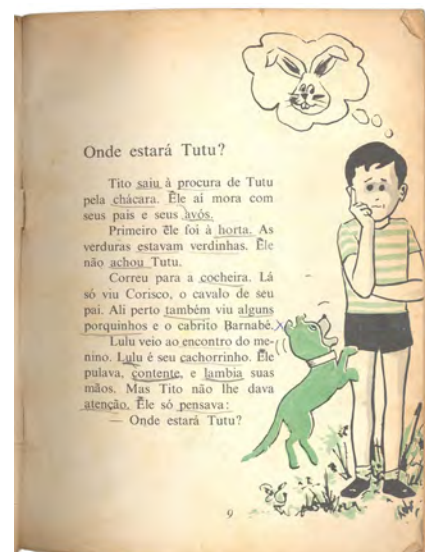 Onde estará Tutu?
Tito saiu à procura de Tutu
pela chácara. Êle aí mora com
seus pais e seus avós.
Primeiro êle foi à horta. As
verduras estavam verdinhas. Êle
não achou Tutu.
Correu para a cocheira. Lá
só viu Corisco, o cavalo de seu
pai. Ali perto também viu alguns
porquinhos e o cabrito Barnabé.
Lulu veio ao encontro do me-
nino. Lulu é seu cachorrinho. Êle
pulava, contente, e lambia suas
mãos. Mas Tito não lhe dava
atenção. Êle só pensava:
— Onde estará Tutu?
9